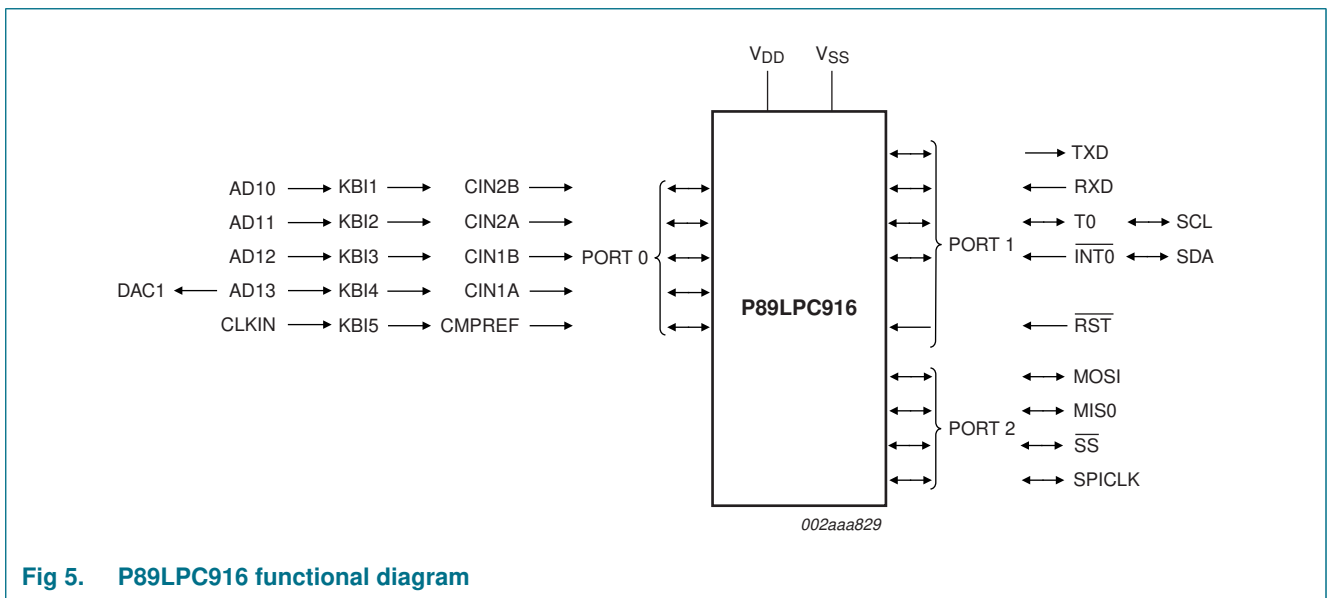 VDD VSS
TXD
AD10 KBI1 CIN2B RXD
AD11 KBI2 CIN2A T0 SCL
AD12 KBI3 CIN1B PORT 0 PORT 1 INT0 SDA
DAC1 AD13 KBI4 CIN1A P89LPC916
CLKIN KBI5 CMPREF RST
MOSI
MIS0
PORT 2 SS
SPICLK
002aaa829
Fig 5. P89LPC916 functional diagram